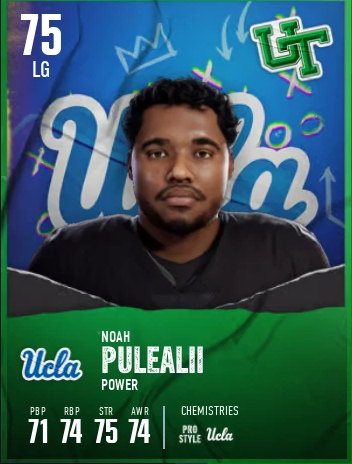 75
LG
UT
Ucla
Ucla
NOAH
PULEALII
POWER
PBP RBP STR AWR
71 74 75 74
CHEMISTRIES
PRO STYLE Ucla